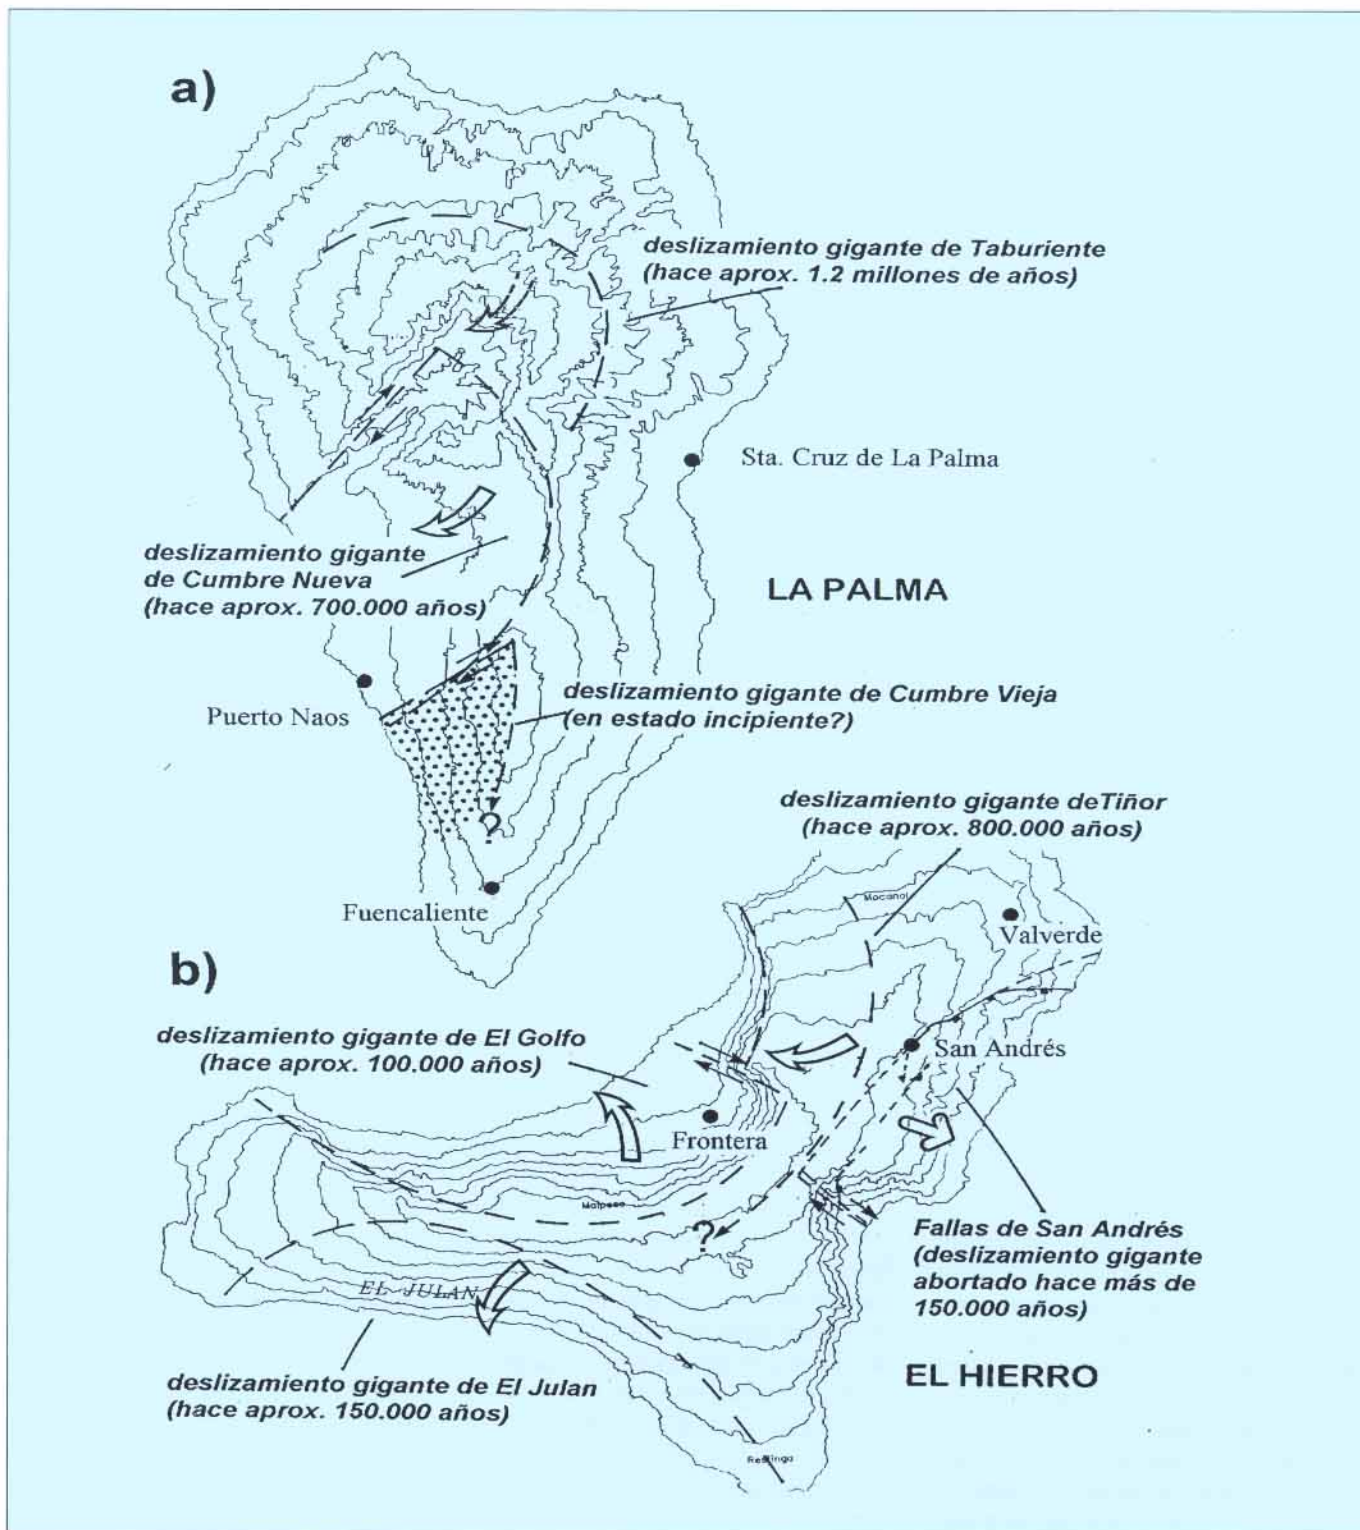 a)
deslizamiento gigante de Taburiente
(hace aprox. 1.2 millones de años)
Sta. Cruz de La Palma
deslizamiento gigante
de Cumbre Nueva
(hace aprox. 700.000 años)
LA PALMA
Puerto Naos
deslizamiento gigante de Cumbre Vieja
(en estado incipiente?)
?
Fuencaliente
b)
deslizamiento gigante deTiñor
(hace aprox. 800.000 años)
Mocanal
Valverde
deslizamiento gigante de El Golfo
(hace aprox. 100.000 años)
San Andrés
Frontera
Malpaso
?
Fallas de San Andrés
(deslizamiento gigante
abortado hace más de
150.000 años)
EL JULAN
EL HIERRO
deslizamiento gigante de El Julan
(hace aprox. 150.000 años)
Restinga